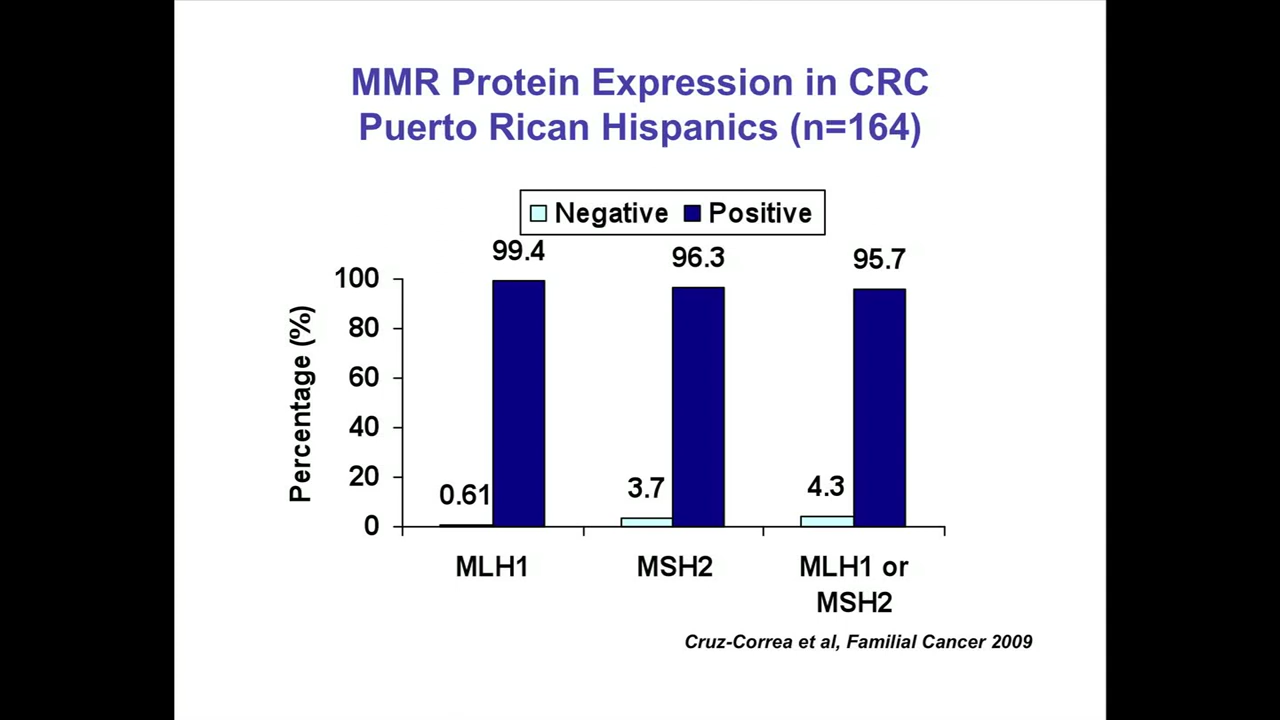 MMR Protein Expression in CRC
Puerto Rican Hispanics (n=164)
Negative Positive
99.4
96.3
95.7
100
80
60
40
20
0
Percentage (%)
0.61
3.7
4.3
MLH1
MSH2
MLH1 or
MSH2
Cruz-Correa et al, Familial Cancer 2009